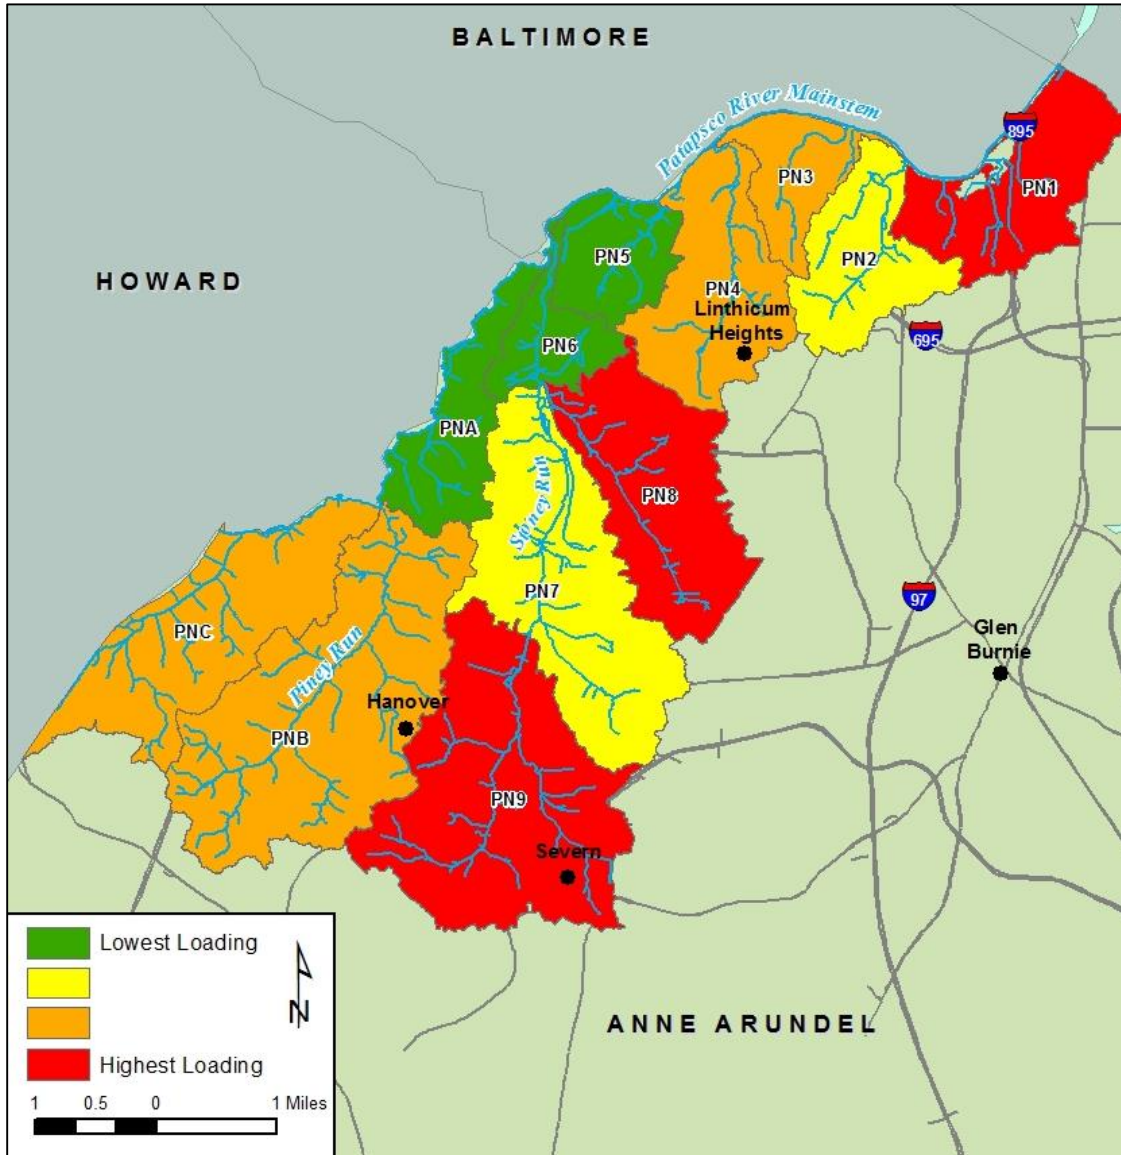 BALTIMORE
Patapsco River Mainstem
895
PN1
PN3
PN2
HOWARD
PN5
PN4
Linthicum
Heights
695
PN6
PNA
PN8
Stoney Run
PN7
97
Glen
Burnie
PNC
Piney Run
Hanover
PNB
PN9
Severn
ANNE ARUNDEL
Lowest Loading
Highest Loading
N
1 0.5 0 1 Miles